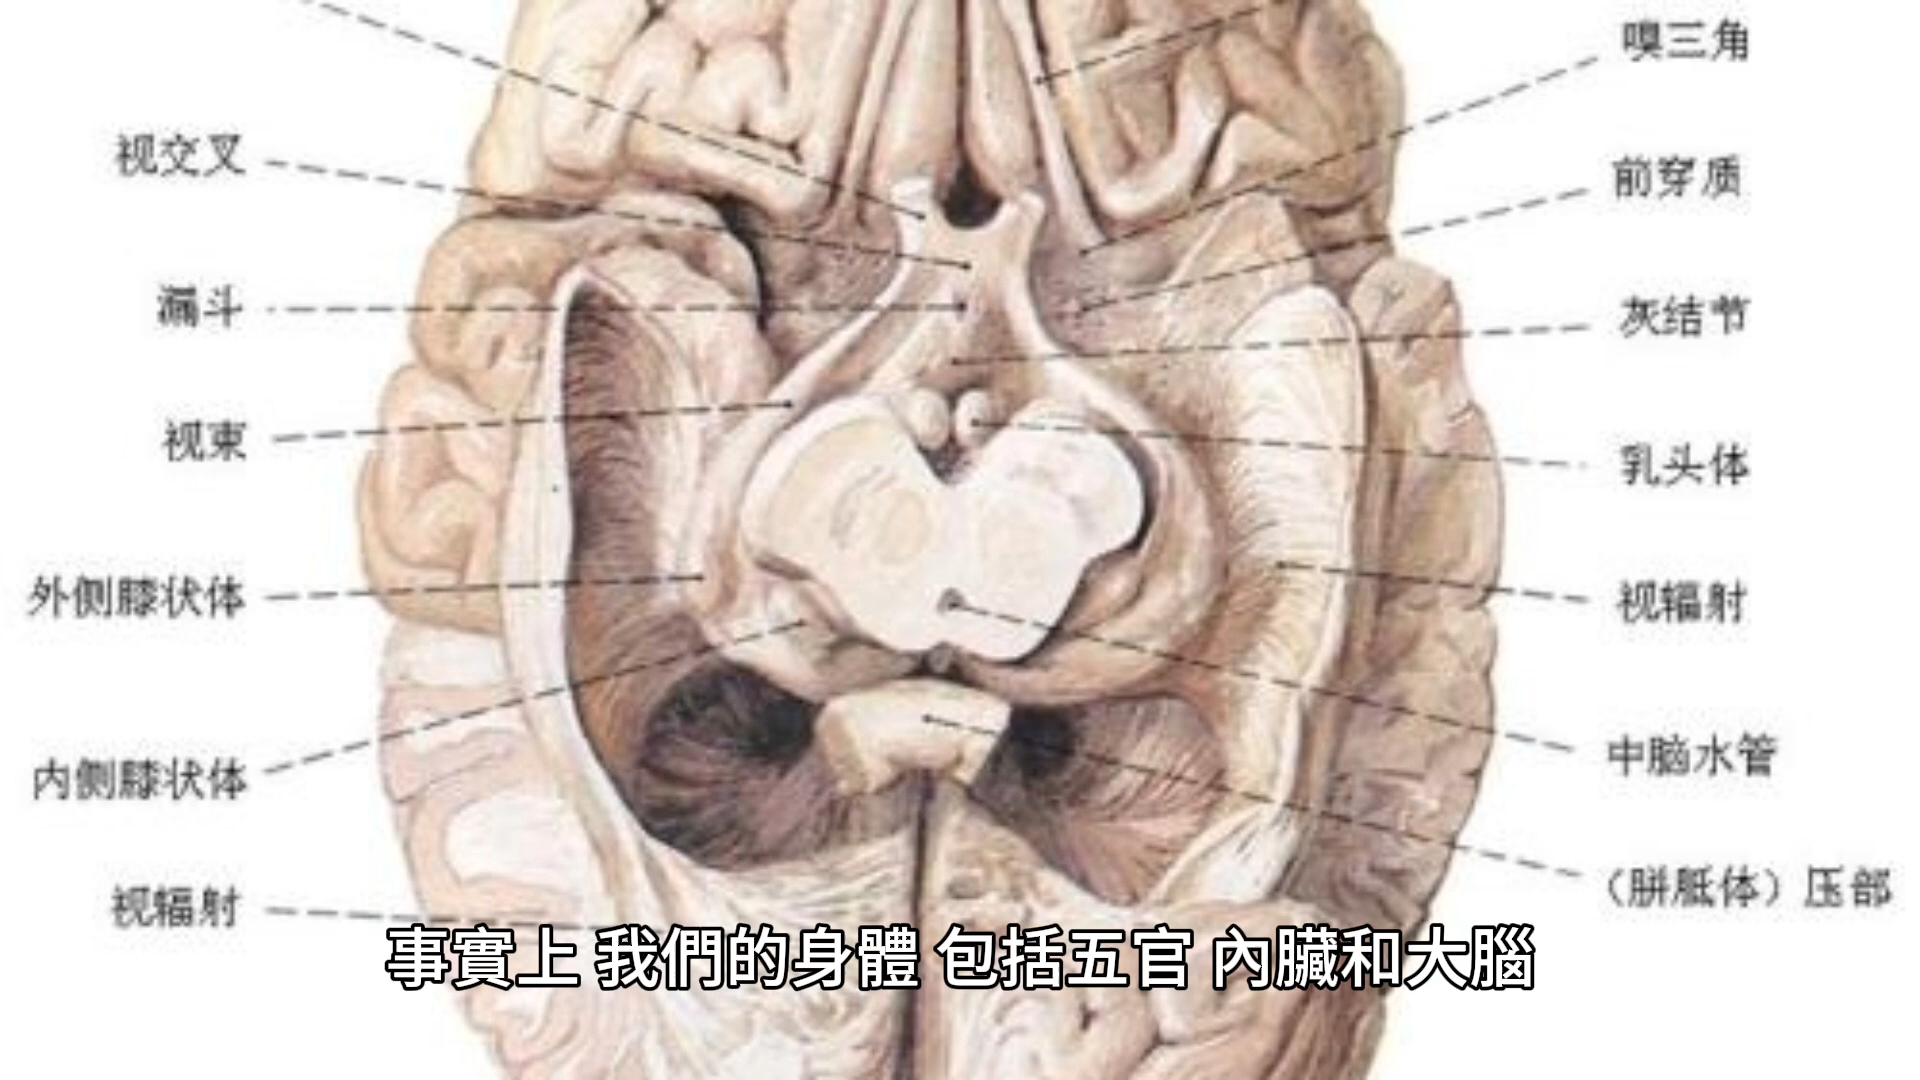 嗅三角
视交叉
前穿质
漏斗
灰结节
视束
乳头体
外侧膝状体
视辐射
内侧膝状体
中脑水管
视辐射
（胼胝体）压部
事實上 我們的身體 包括五官 內臟和大腦